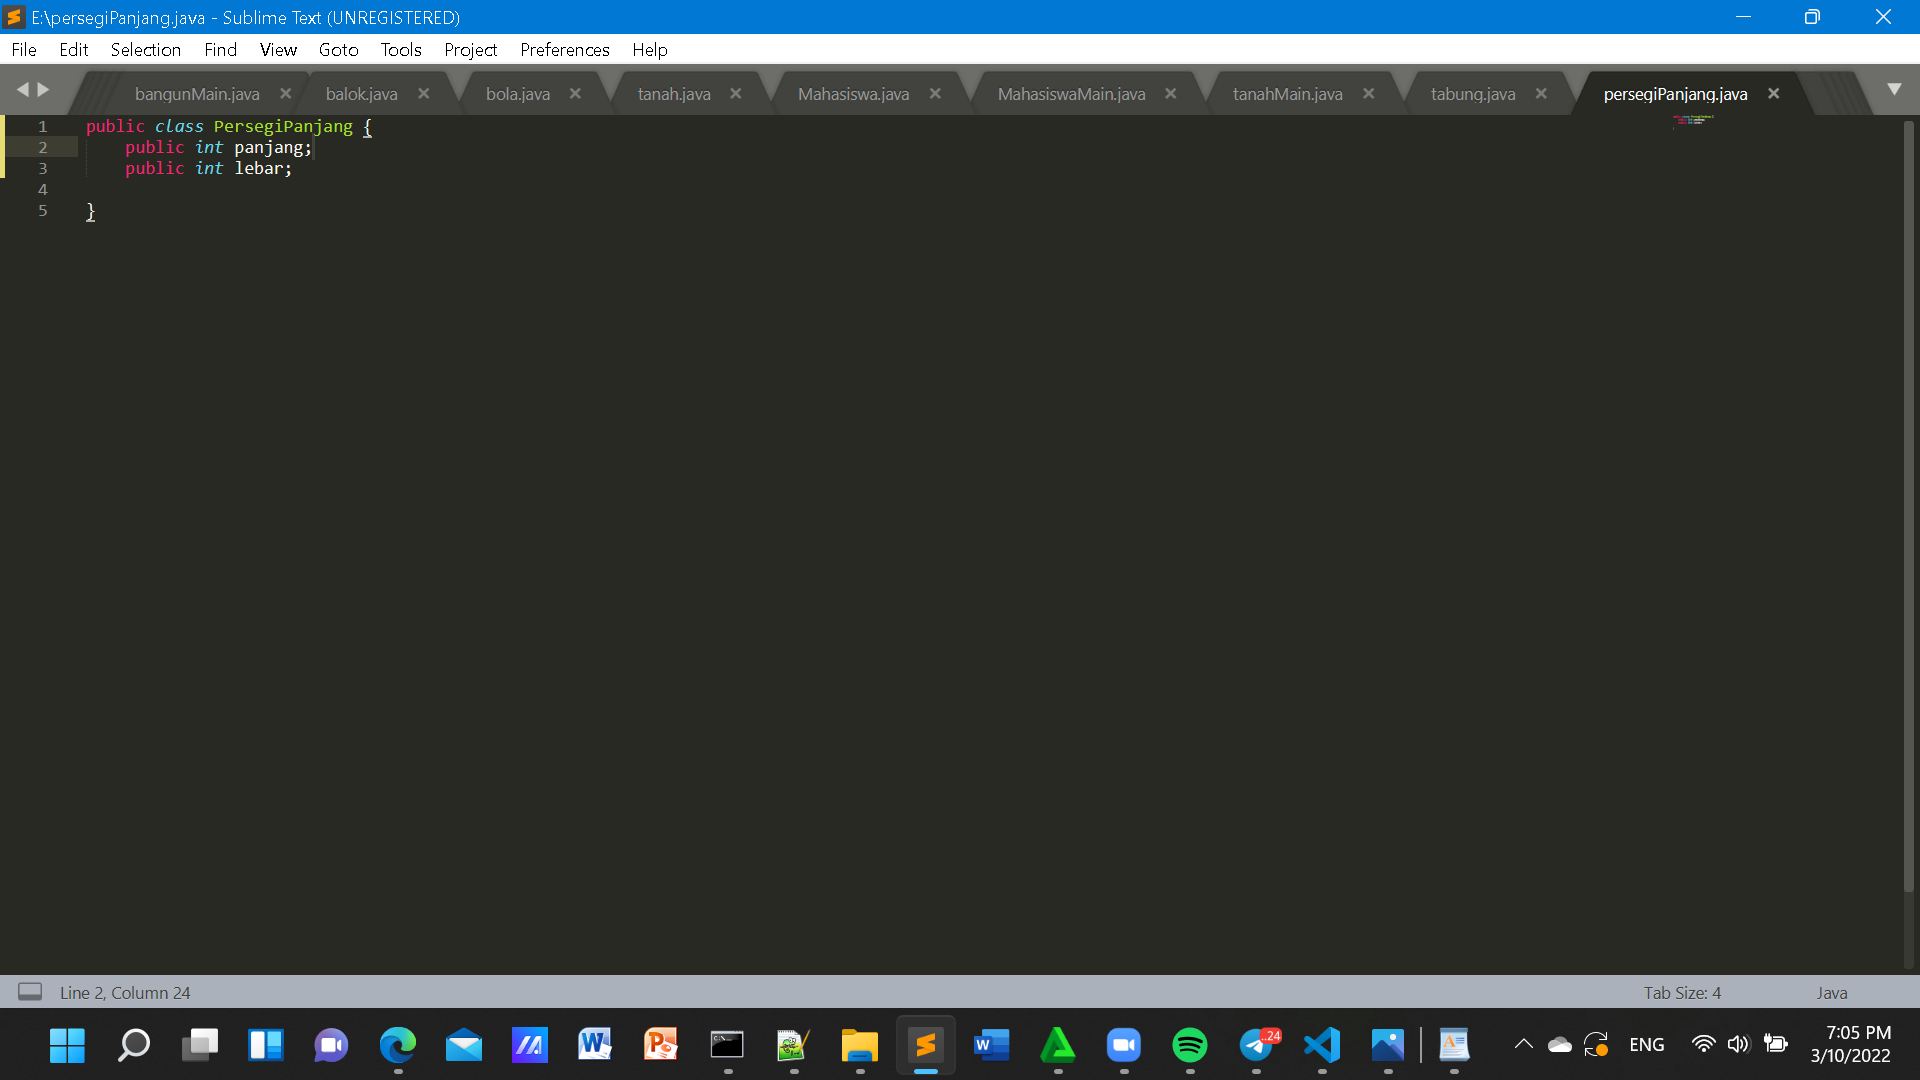 E:\persegiPanjang.java - Sublime Text (UNREGISTERED)
File Edit Selection Find View Goto Tools Project Preferences Help
bangunMain.java balok.java bola.java tanah.java Mahasiswa.java MahasiswaMain.java tanahMain.java tabung.java persegiPanjang.java
1 public class PersegiPanjang {
2 public int panjang;
3 public int lebar;
4
5 }
Line 2, Column 24 Tab Size: 4 Java
..24
ENG
7:05 PM
3/10/2022